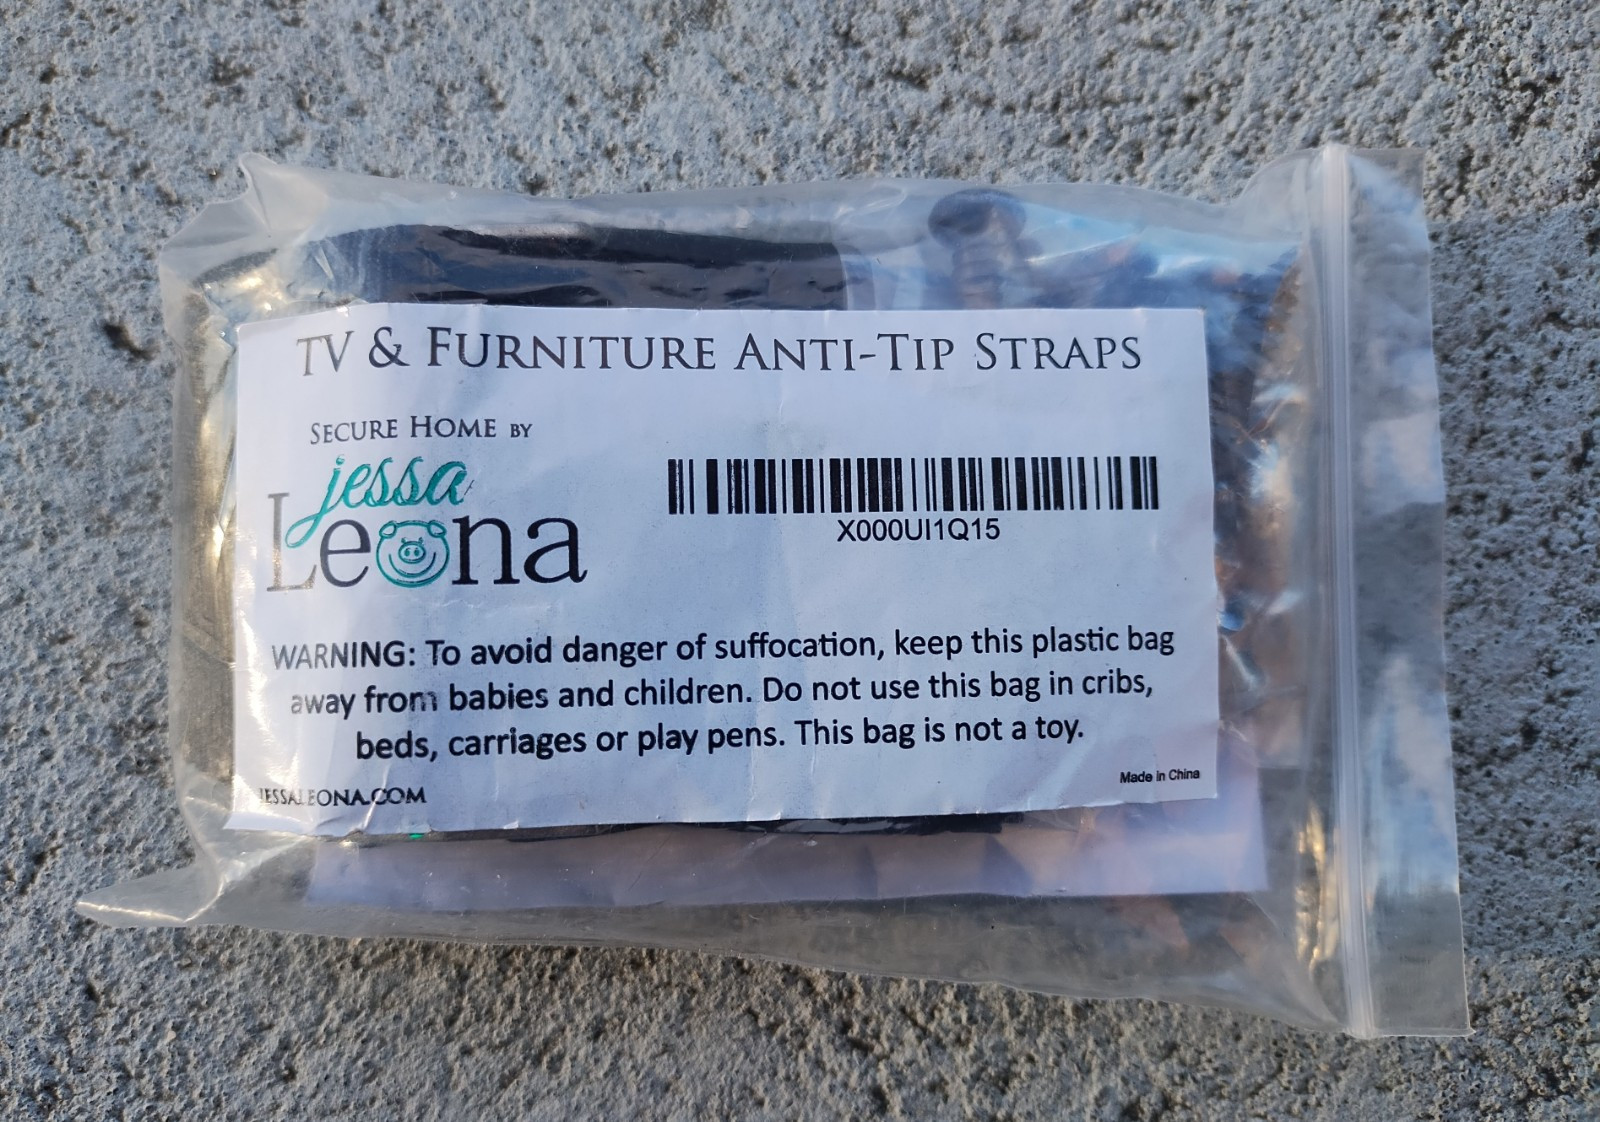 TV & FURNITURE ANTI-TIP STRAPS
SECURE HOME BY
jessa
Leona
X000UI1Q15
WARNING: To avoid danger of suffocation, keep this plastic bag
away from babies and children. Do not use this bag in cribs,
beds, carriages or play pens. This bag is not a toy.
Made in China
JESSALEONA.COM